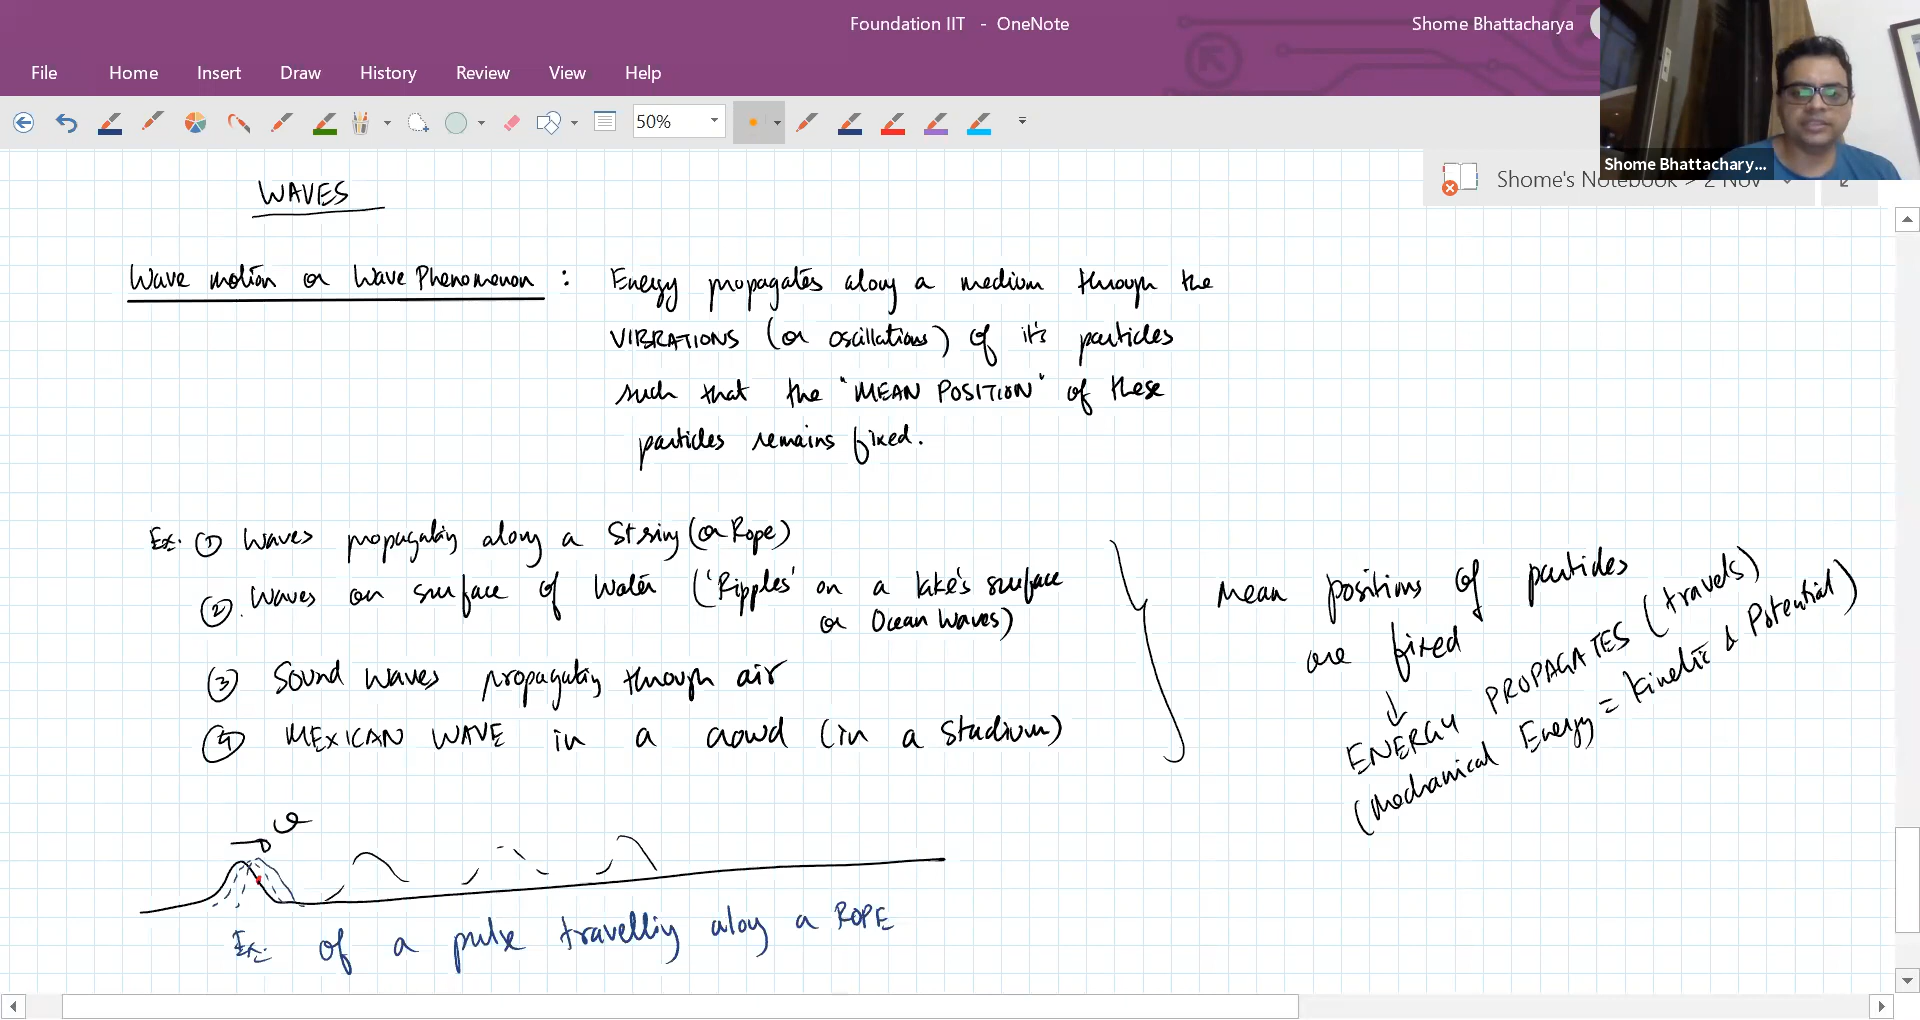 Foundation IIT - OneNote
Shome Bhattacharya
File Home Insert Draw History Review View Help
50%
Shome Bhattachary...
Shome's Notebook > 2 Nov
WAVES
Wave motion or Wave Phenomenon : Energy propagates along a medium through the
VIBRATIONS (or oscillations) of it's particles
such that the "MEAN POSITION" of these
particles remains fixed.
Ex: ① Waves propagating along a String (or Rope)
②. Waves on surface of Water ('Ripples' on a lake's surface
or Ocean Waves)
③ Sound Waves propagating through air
④ MEXICAN WAVE in a crowd (in a Stadium)
Mean positions of particles
are fixed
↓
ENERGY PROPAGATES (travels)
(Mechanical Energy = Kinetic & Potential)
v
Ex: of a pulse travelling along a ROPE